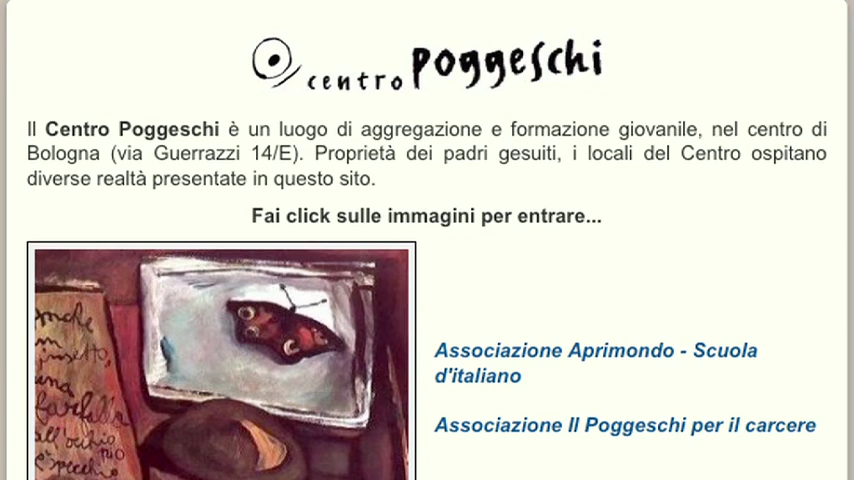 centro Poggeschi
Il Centro Poggeschi è un luogo di aggregazione e formazione giovanile, nel centro di
Bologna (via Guerrazzi 14/E). Proprietà dei padri gesuiti, i locali del Centro ospitano
diverse realtà presentate in questo sito.
Fai click sulle immagini per entrare...
anche
un
insetto,
una
farfalla
all'occhio
lo specchio
Associazione Aprimondo - Scuola
d'italiano
Associazione Il Poggeschi per il carcere